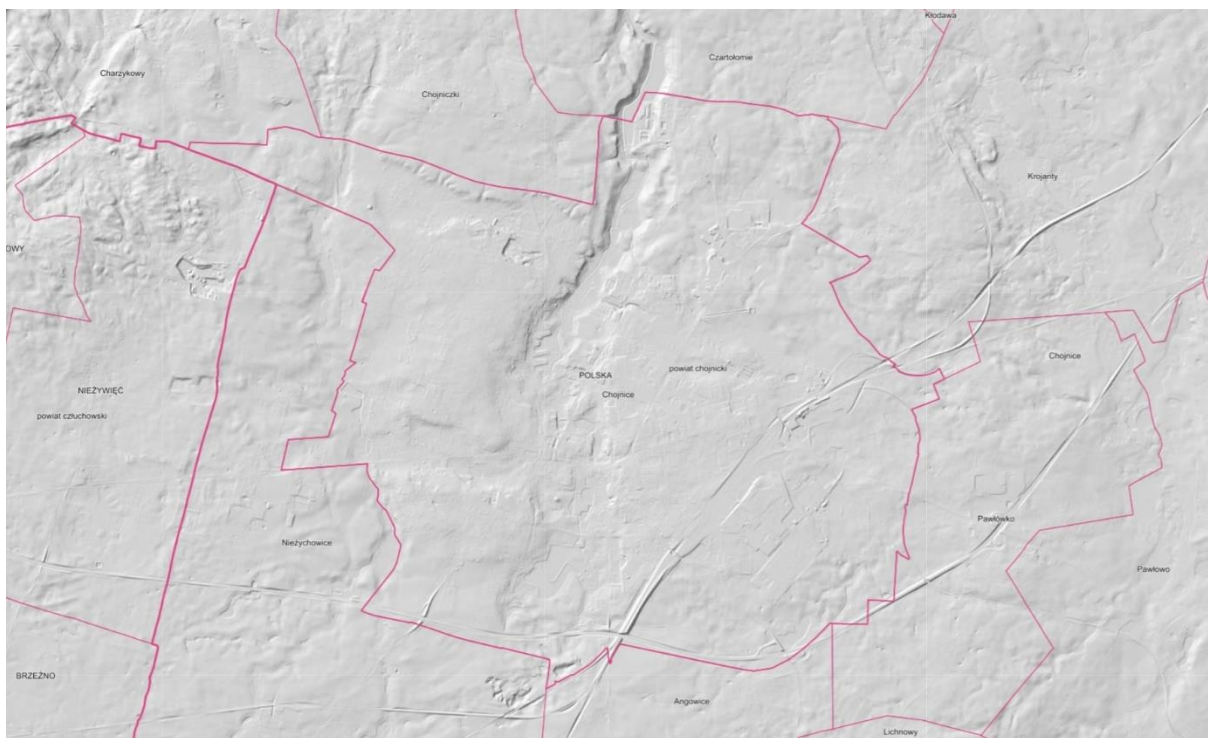 Kłodawa
Czartołomie
Charzykowy
Chojniczki
Krojanty
OWY
Chojnice
POLSKA
powiat chojnicki
NIEŻYWIĘĆ
Chojnice
powiat człuchowski
Pawłówko
Nieżychowice
Pawłowo
BRZEŹNO
Angowice
Lichnowy